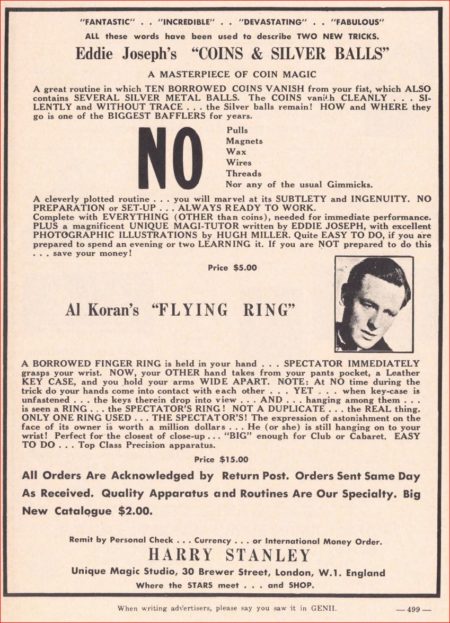 "FANTASTIC" . . "INCREDIBLE" . . "DEVASTATING" . . "FABULOUS"
ALL these words have been used to describe TWO NEW TRICKS.
Eddie Joseph's "COINS & SILVER BALLS"
A MASTERPIECE OF COIN MAGIC
A great routine in which TEN BORROWED COINS VANISH from your fist, which ALSO
contains SEVERAL SILVER METAL BALLS. The COINS vanish CLEANLY . . . SI-
LENTLY and WITHOUT TRACE . . . the Silver balls remain! HOW and WHERE they
go is one of the BIGGEST BAFFLERS for years.
NO
Pulls
Magnets
Wax
Wires
Threads
Nor any of the usual Gimmicks.
A cleverly plotted routine . . . you will marvel at its SUBTLETY and INGENUITY. NO
PREPARATION or SET-UP . . . ALWAYS READY TO WORK.
Complete with EVERYTHING (OTHER than coins), needed for immediate performance.
PLUS a magnificent UNIQUE MAGI-TUTOR written by EDDIE JOSEPH, with excellent
PHOTOGRAPHIC ILLUSTRATIONS by HUGH MILLER. Quite EASY TO DO, if you are
prepared to spend an evening or two LEARNING it. If you are NOT prepared to do this
. . . save your money!
Price $5.00
Al Koran's "FLYING RING"
A BORROWED FINGER RING is held in your hand . . . SPECTATOR IMMEDIATELY
grasps your wrist. NOW, your OTHER hand takes from your pants pocket, a Leather
KEY CASE, and you hold your arms WIDE APART. NOTE: At NO time during the
trick do your hands come into contact with each other . . . YET . . . when key-case is
unfastened . . . the keys therein drop into view . . . AND . . . hanging among them . . .
is seen a RING . . . the SPECTATOR'S RING! NOT A DUPLICATE . . . the REAL thing.
ONLY ONE RING USED . . . THE SPECTATOR'S! The expression of astonishment on the
face of its owner is worth a million dollars . . . He (or she) is still hanging on to your
wrist! Perfect for the closest of close-up . . . "BIG" enough for Club or Cabaret. EASY
TO DO . . . Top Class Precision apparatus.
Price $15.00
All Orders are Acknowledged by Return Post. Orders Sent Same Day
As Received. Quality Apparatus and Routines Are Our Specialty. Big
New Catalogue $2.00.
Remit by Personal Check . . . Currency . . . or International Money Order.
HARRY STANLEY
Unique Magic Studio, 30 Brewer Street, London, W.1. England
Where the STARS meet . . . and SHOP.
When writing advertisers, please say you saw it in GENII.
— 499 —